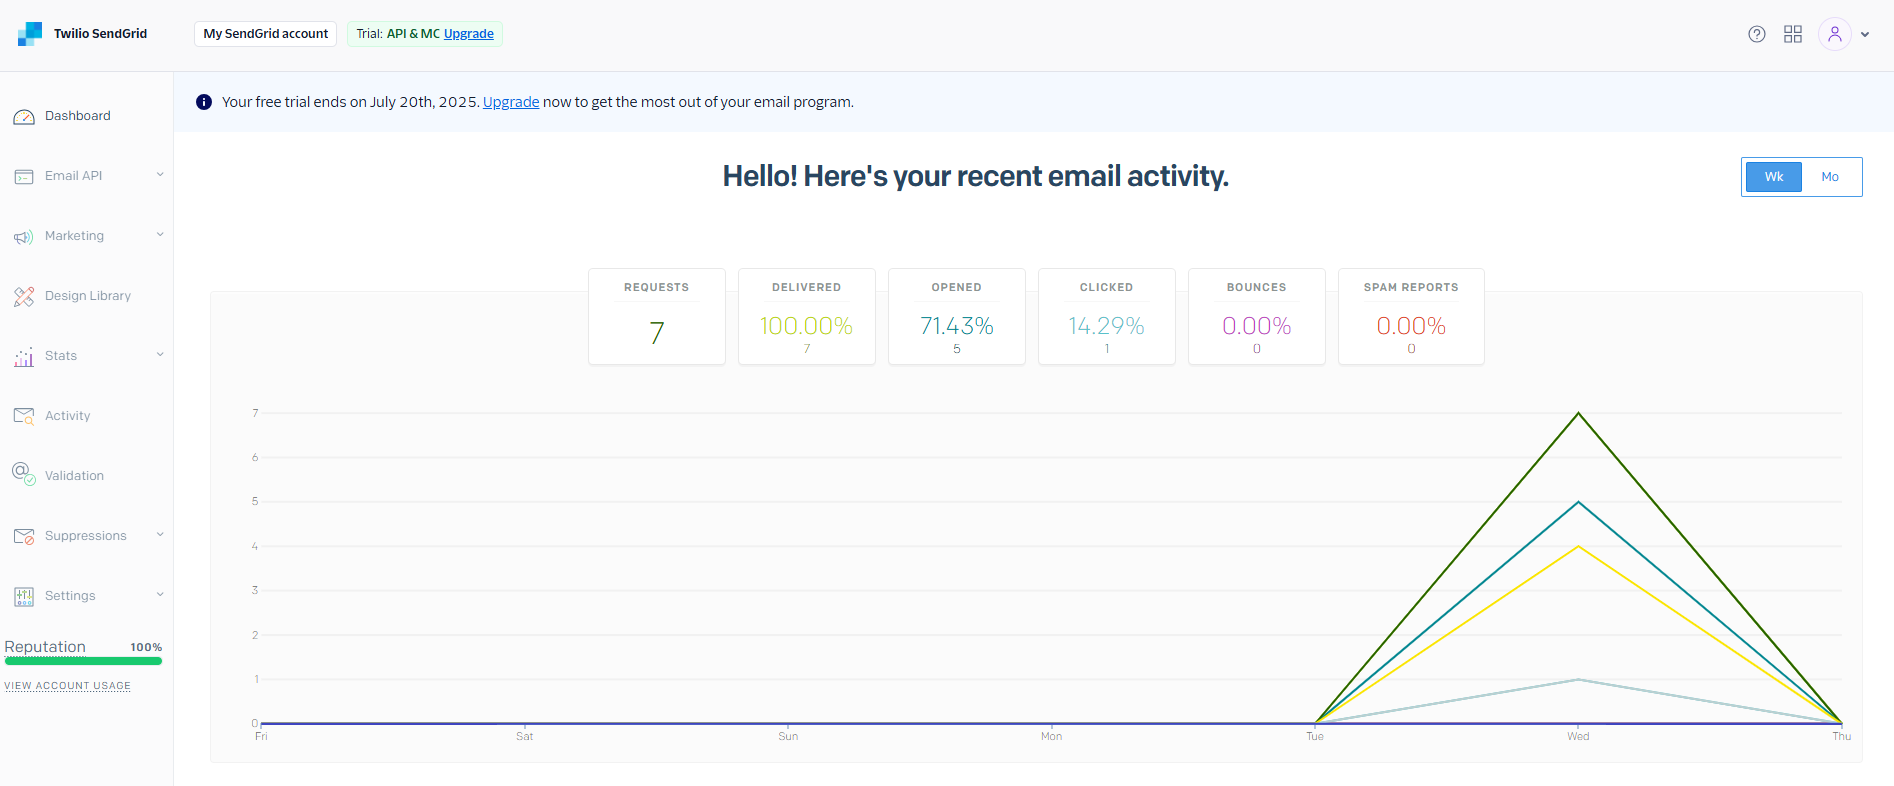 Twilio SendGrid
My SendGrid account
Trial: API & MC Upgrade
Your free trial ends on July 20th, 2025. Upgrade now to get the most out of your email program.
Dashboard
Email API
Marketing
Design Library
Stats
Activity
Validation
Suppressions
Settings
Reputation 100%
VIEW ACCOUNT USAGE
Hello! Here's your recent email activity.
Wk Mo
REQUESTS
7
DELIVERED
100.00%
7
OPENED
71.43%
5
CLICKED
14.29%
1
BOUNCES
0.00%
0
SPAM REPORTS
0.00%
0
7
6
5
4
3
2
1
0
Fri Sat Sun Mon Tue Wed Thu